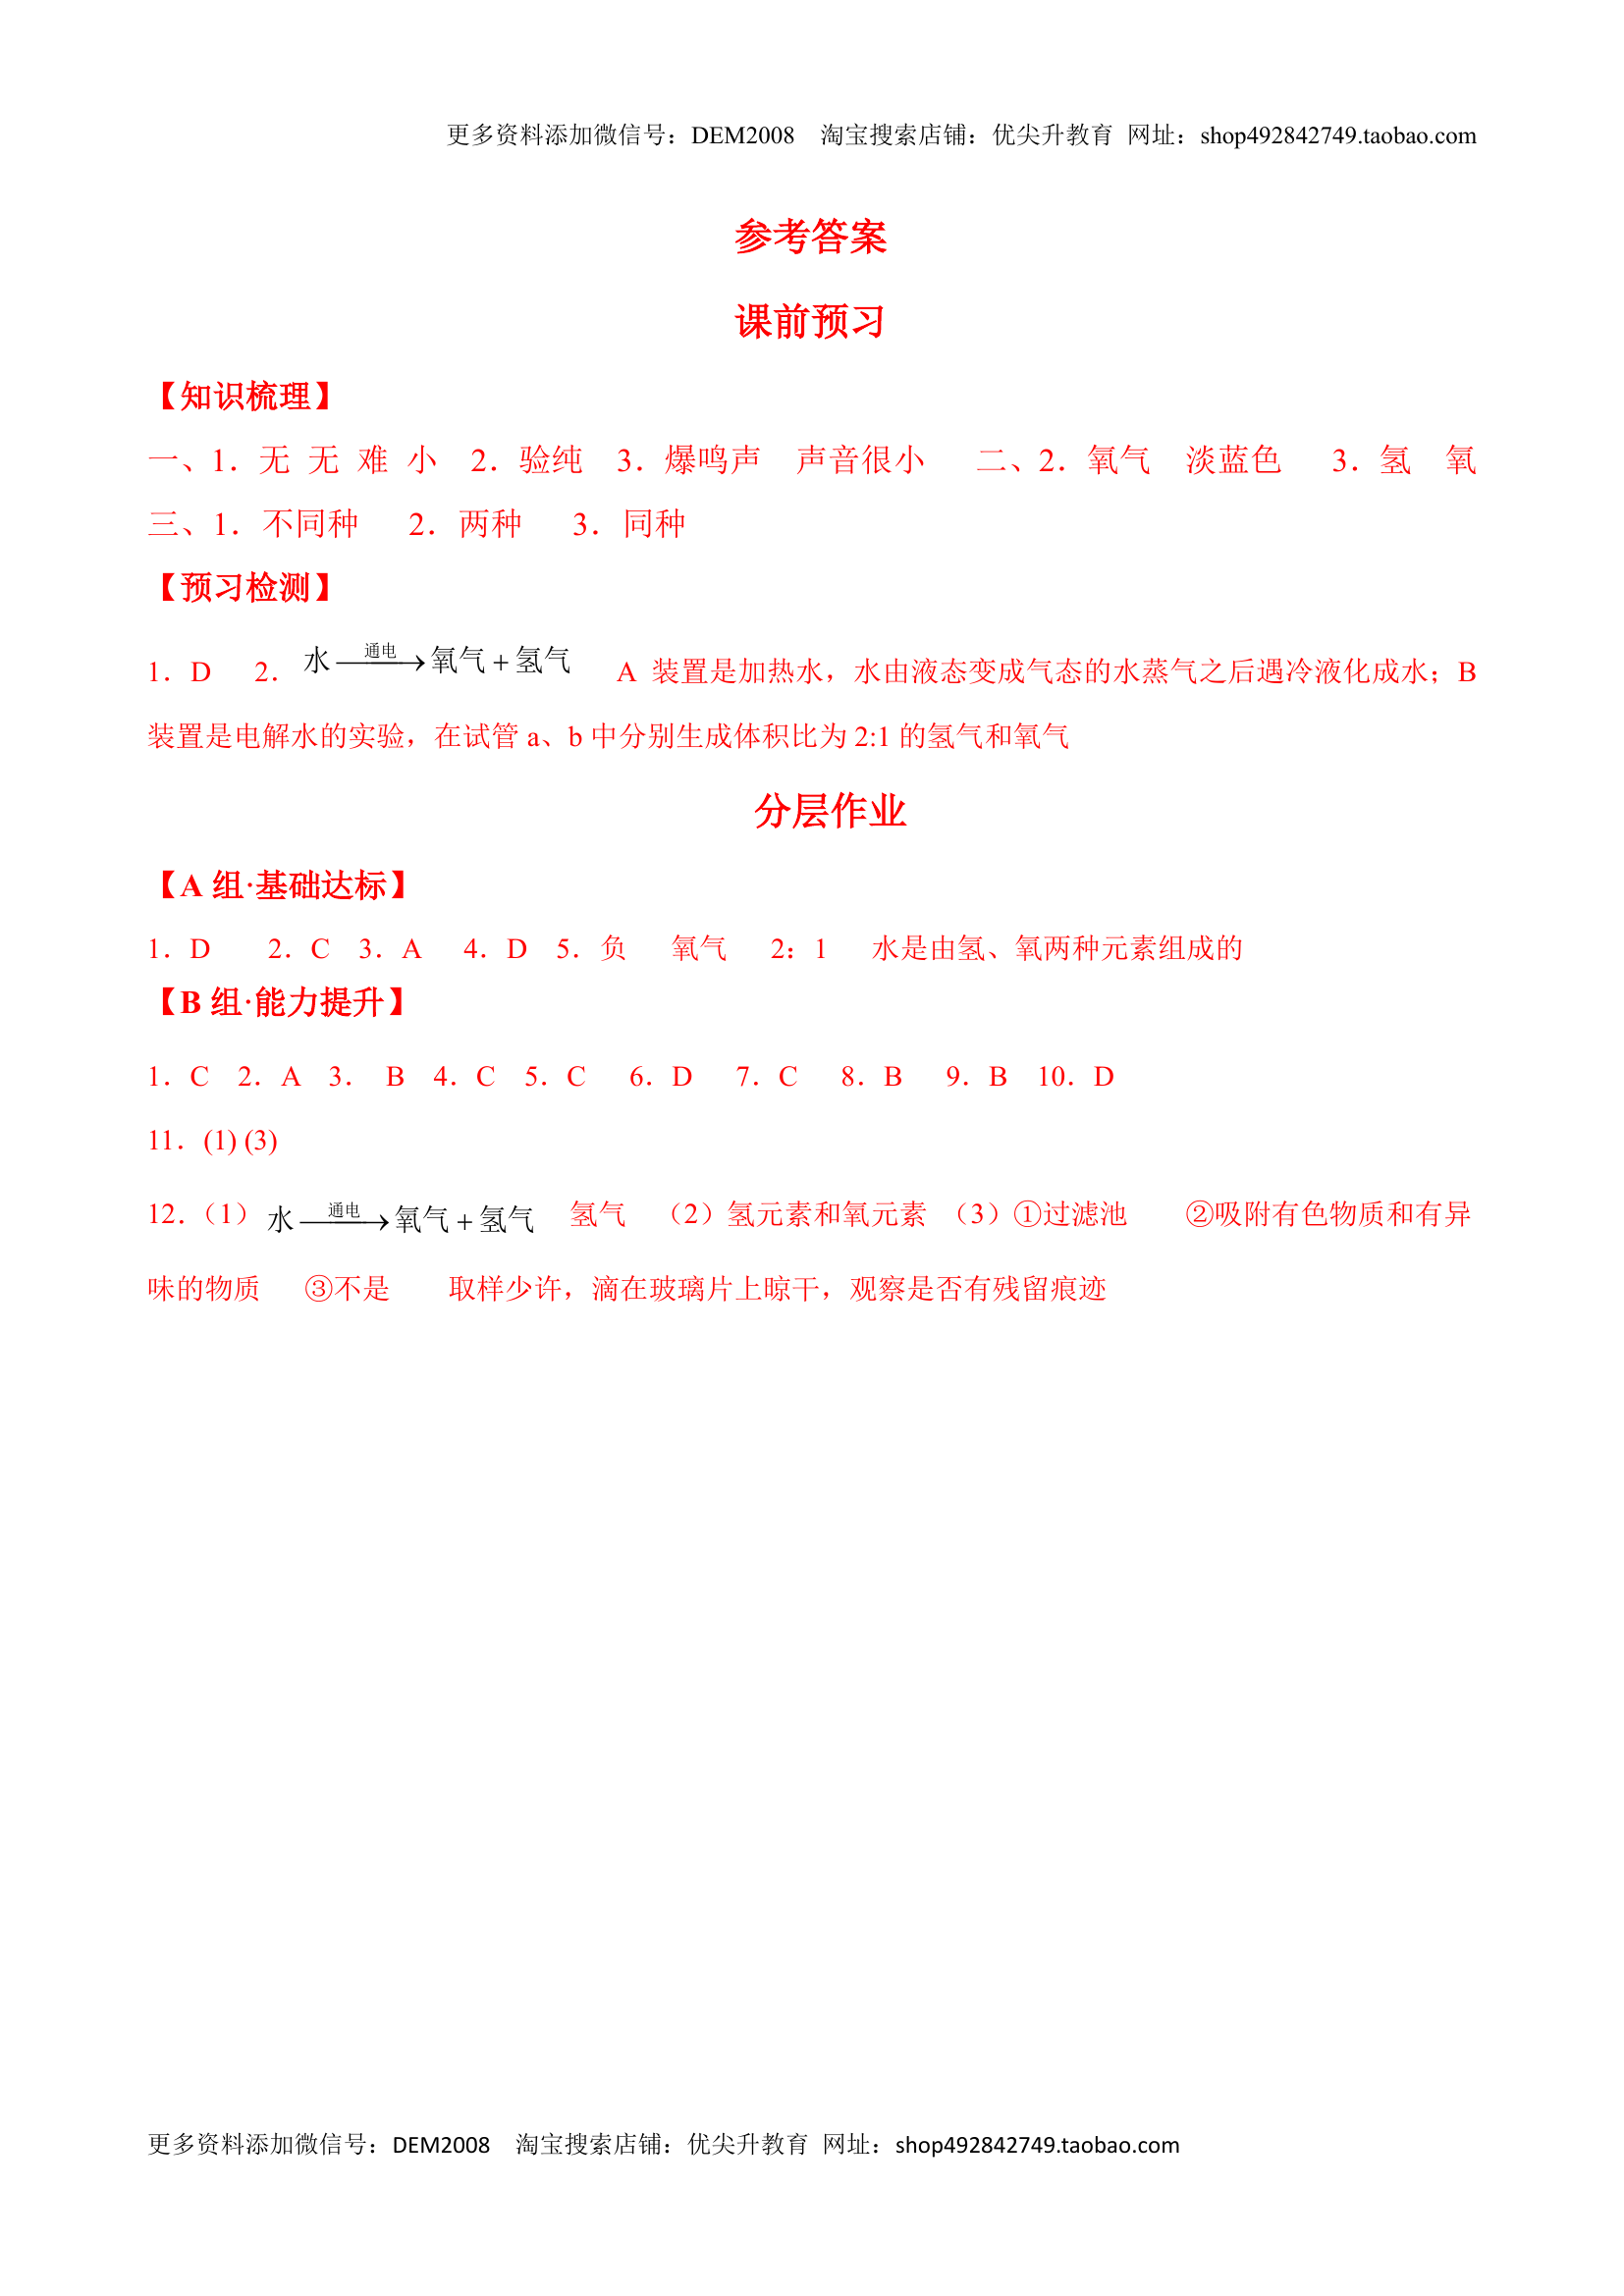 更多资料添加微信号：DEM2008 淘宝搜索店铺：优尖升教育 网址：shop492842749.taobao.com
参考答案
课前预习
【知识梳理】
一、1．无 无 难 小 2．验纯 3．爆鸣声 声音很小 二、2．氧气 淡蓝色 3．氢 氧
三、1．不同种 2．两种 3．同种
【预习检测】
1．D 2．水 —通电→ 氧气 + 氢气 A 装置是加热水，水由液态变成气态的水蒸气之后遇冷液化成水；B
装置是电解水的实验，在试管 a、b 中分别生成体积比为 2:1 的氢气和氧气
分层作业
【A 组·基础达标】
1．D 2．C 3．A 4．D 5．负 氧气 2：1 水是由氢、氧两种元素组成的
【B 组·能力提升】
1．C 2．A 3． B 4．C 5．C 6．D 7．C 8．B 9．B 10．D
11．(1) (3)
12．（1）水 —通电→ 氧气 + 氢气 氢气 （2）氢元素和氧元素 （3）①过滤池 ②吸附有色物质和有异
味的物质 ③不是 取样少许，滴在玻璃片上晾干，观察是否有残留痕迹
更多资料添加微信号：DEM2008 淘宝搜索店铺：优尖升教育 网址：shop492842749.taobao.com